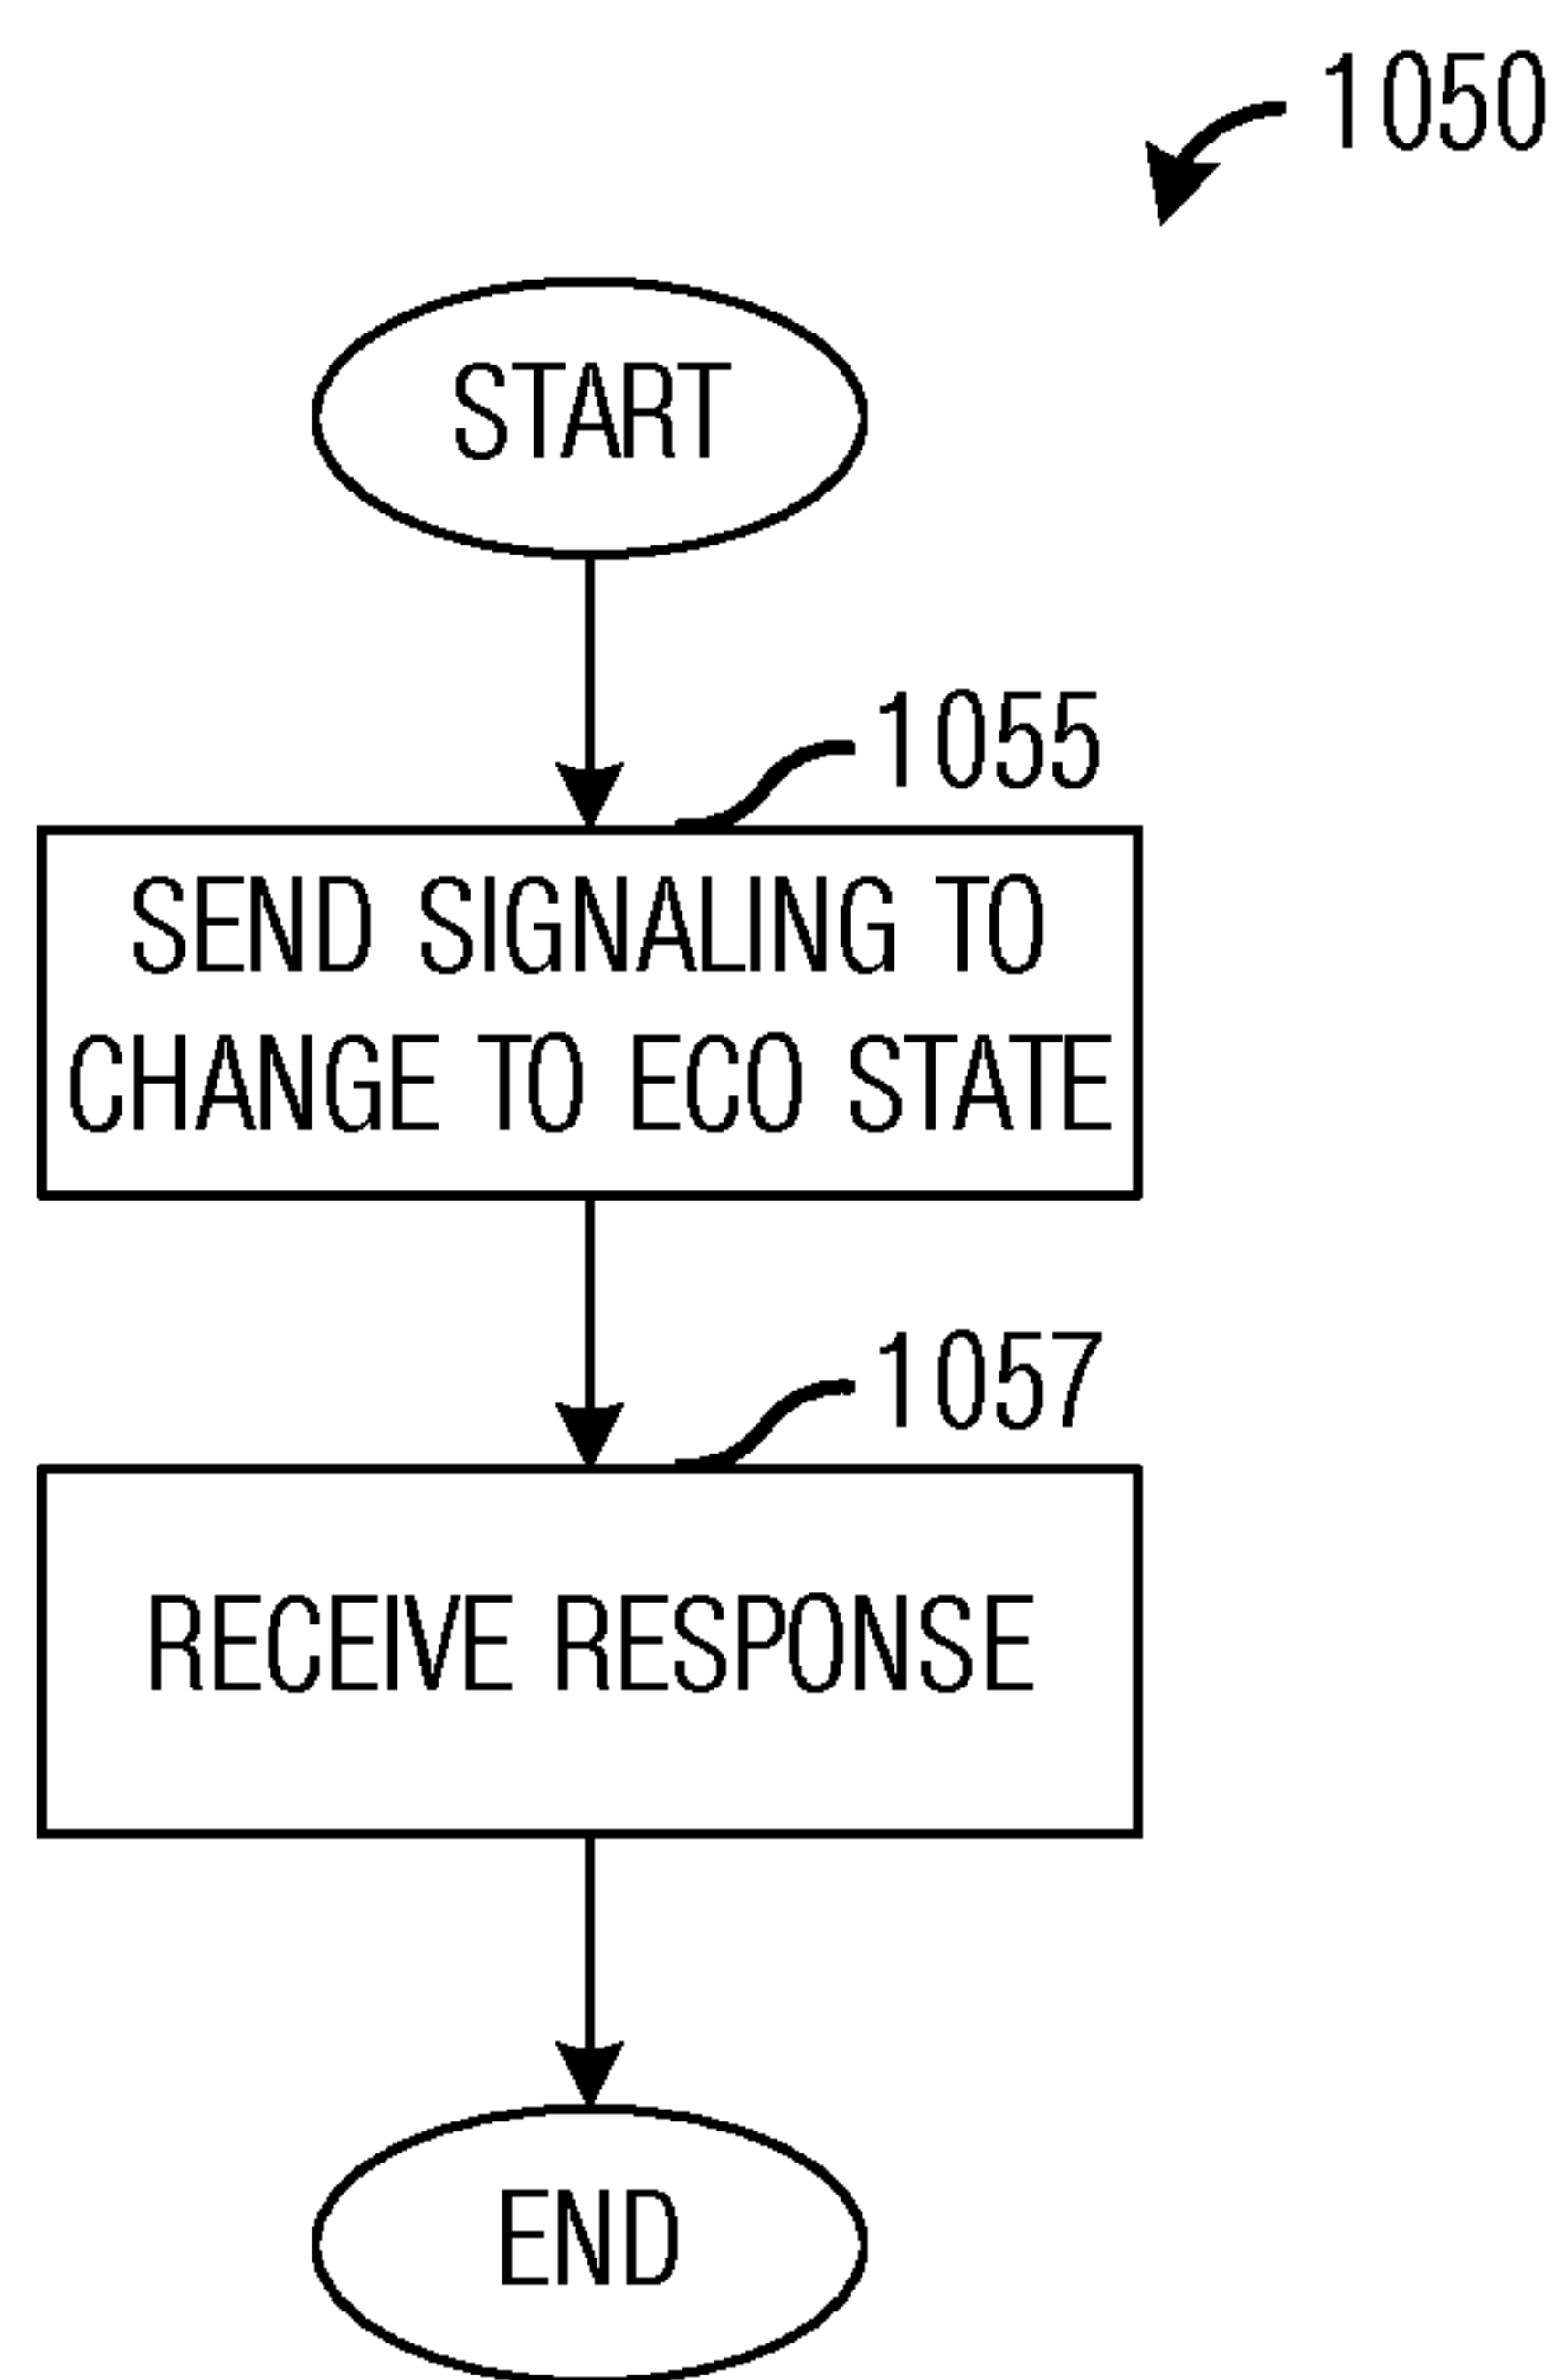 1050
START
1055
SEND SIGNALING TO
CHANGE TO ECO STATE
1057
RECEIVE RESPONSE
END